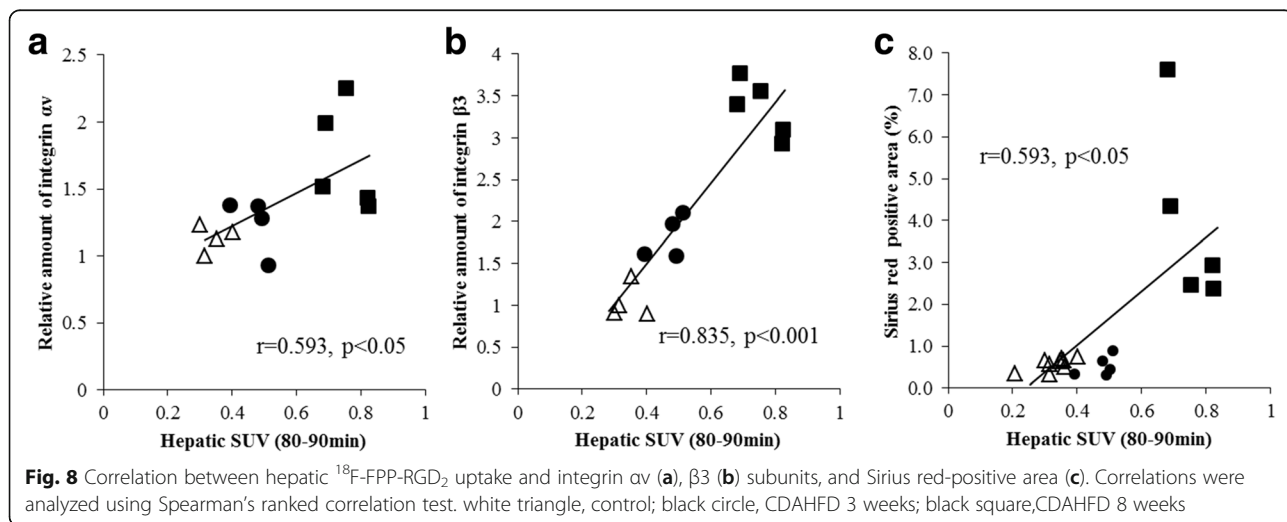 a
2.5
2
1.5
1
0.5
0
Relative amount of integrin αv
r=0.593, p<0.05
0 0.2 0.4 0.6 0.8 1
Hepatic SUV (80-90min)
b
4
3.5
3
2.5
2
1.5
1
0.5
0
Relative amount of integrin β3
r=0.835, p<0.001
0 0.2 0.4 0.6 0.8 1
Hepatic SUV (80-90min)
c
8.0
7.0
6.0
5.0
4.0
3.0
2.0
1.0
0.0
Sirius red positive area (%)
r=0.593, p<0.05
0 0.2 0.4 0.6 0.8 1
Hepatic SUV (80-90min)
Fig. 8 Correlation between hepatic ¹⁸F-FPP-RGD₂ uptake and integrin αv (a), β3 (b) subunits, and Sirius red-positive area (c). Correlations were
analyzed using Spearman's ranked correlation test. white triangle, control; black circle, CDAHFD 3 weeks; black square,CDAHFD 8 weeks